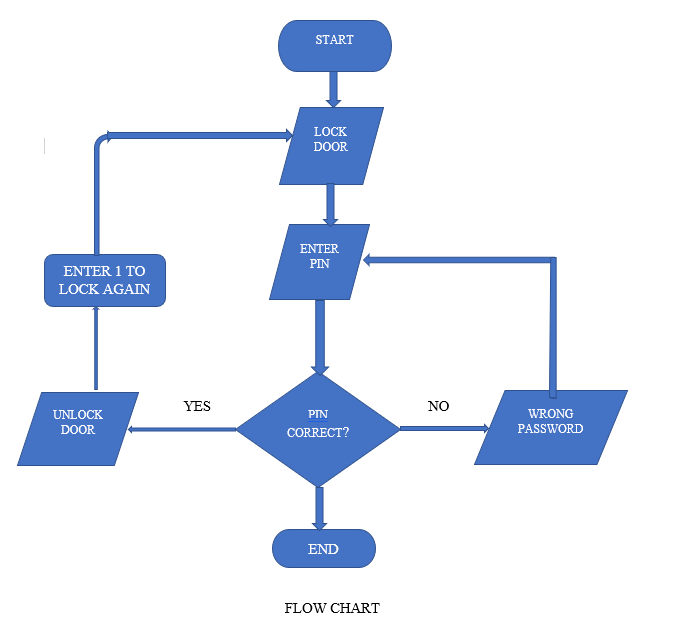 START
LOCK
DOOR
ENTER
PIN
ENTER 1 TO
LOCK AGAIN
UNLOCK
DOOR
YES
PIN
CORRECT?
NO
WRONG
PASSWORD
END
FLOW CHART